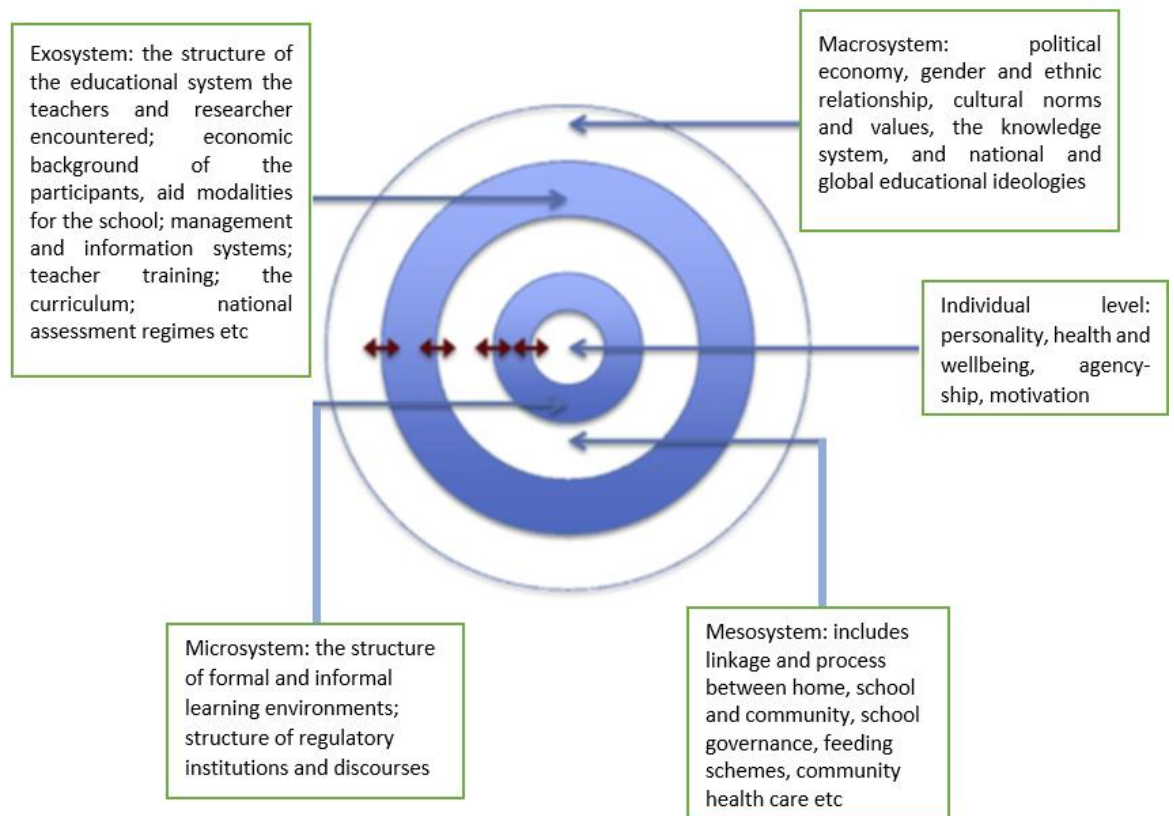 Exosystem: the structure of
the educational system the
teachers and researcher
encountered; economic
background of the
participants, aid modalities
for the school; management
and information systems;
teacher training; the
curriculum; national
assessment regimes etc
Macrosystem: political
economy, gender and ethnic
relationship, cultural norms
and values, the knowledge
system, and national and
global educational ideologies
Individual level:
personality, health and
wellbeing, agency-
ship, motivation
Microsystem: the structure
of formal and informal
learning environments;
structure of regulatory
institutions and discourses
Mesosystem: includes
linkage and process
between home, school
and community, school
governance, feeding
schemes, community
health care etc